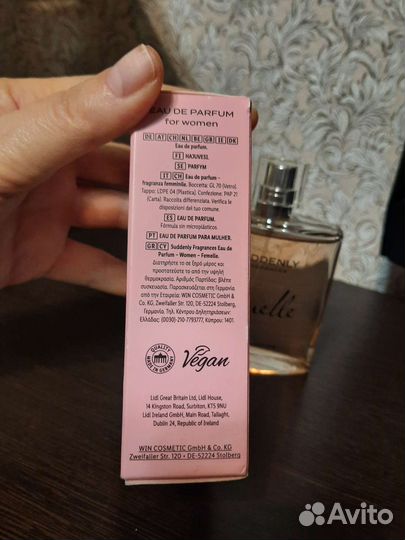 EAU DE PARFUM
for women
DE AT CH NL BE GB IE DK
Eau de parfum.
FI HAJUVESI.
SE PARFYM
IT CH Eau de parfum -
fragranza femminile. Boccetta: GL 70 (Vetro).
Tappo: LDPE 04 (Plastica). Confezione: PAP 21
(Carta). Raccolta differenziata. Verifica le
disposizioni del tuo comune.
ES EAU DE PARFUM.
Fórmula sin microplásticos
PT EAU DE PARFUM PARA MULHER.
GR CY Suddenly Fragrances Eau de
Parfum - Women - Femelle.
Διατηρήστε το σε ξηρό μέρος και
προστατεύστε το από την υψηλή
θερμοκρασία. Αριθμός Παρτίδας: βλέπε
συσκευασία. Παρασκευάζεται στη Γερμανία
από την Εταιρεία: WIN COSMETIC GmbH &
Co. KG, Zweifaller Str. 120, DE-52224 Stolberg,
Γερμανία. Τηλ. Κέντρου Δηλητηριάσεων:
Ελλάδας: (0030)-210-7793777, Κύπρου: 1401.
QUALITY
MADE IN GERMANY
Vegan
Lidl Great Britain Ltd, Lidl House,
14 Kingston Road, Surbiton, KT5 9NU
Lidl Ireland GmbH, Main Road, Tallaght,
Dublin 24, Republic of Ireland
WIN COSMETIC GmbH & Co. KG
Zweifaller Str. 120 • DE-52224 Stolberg
UDDENLY
elle
Avito